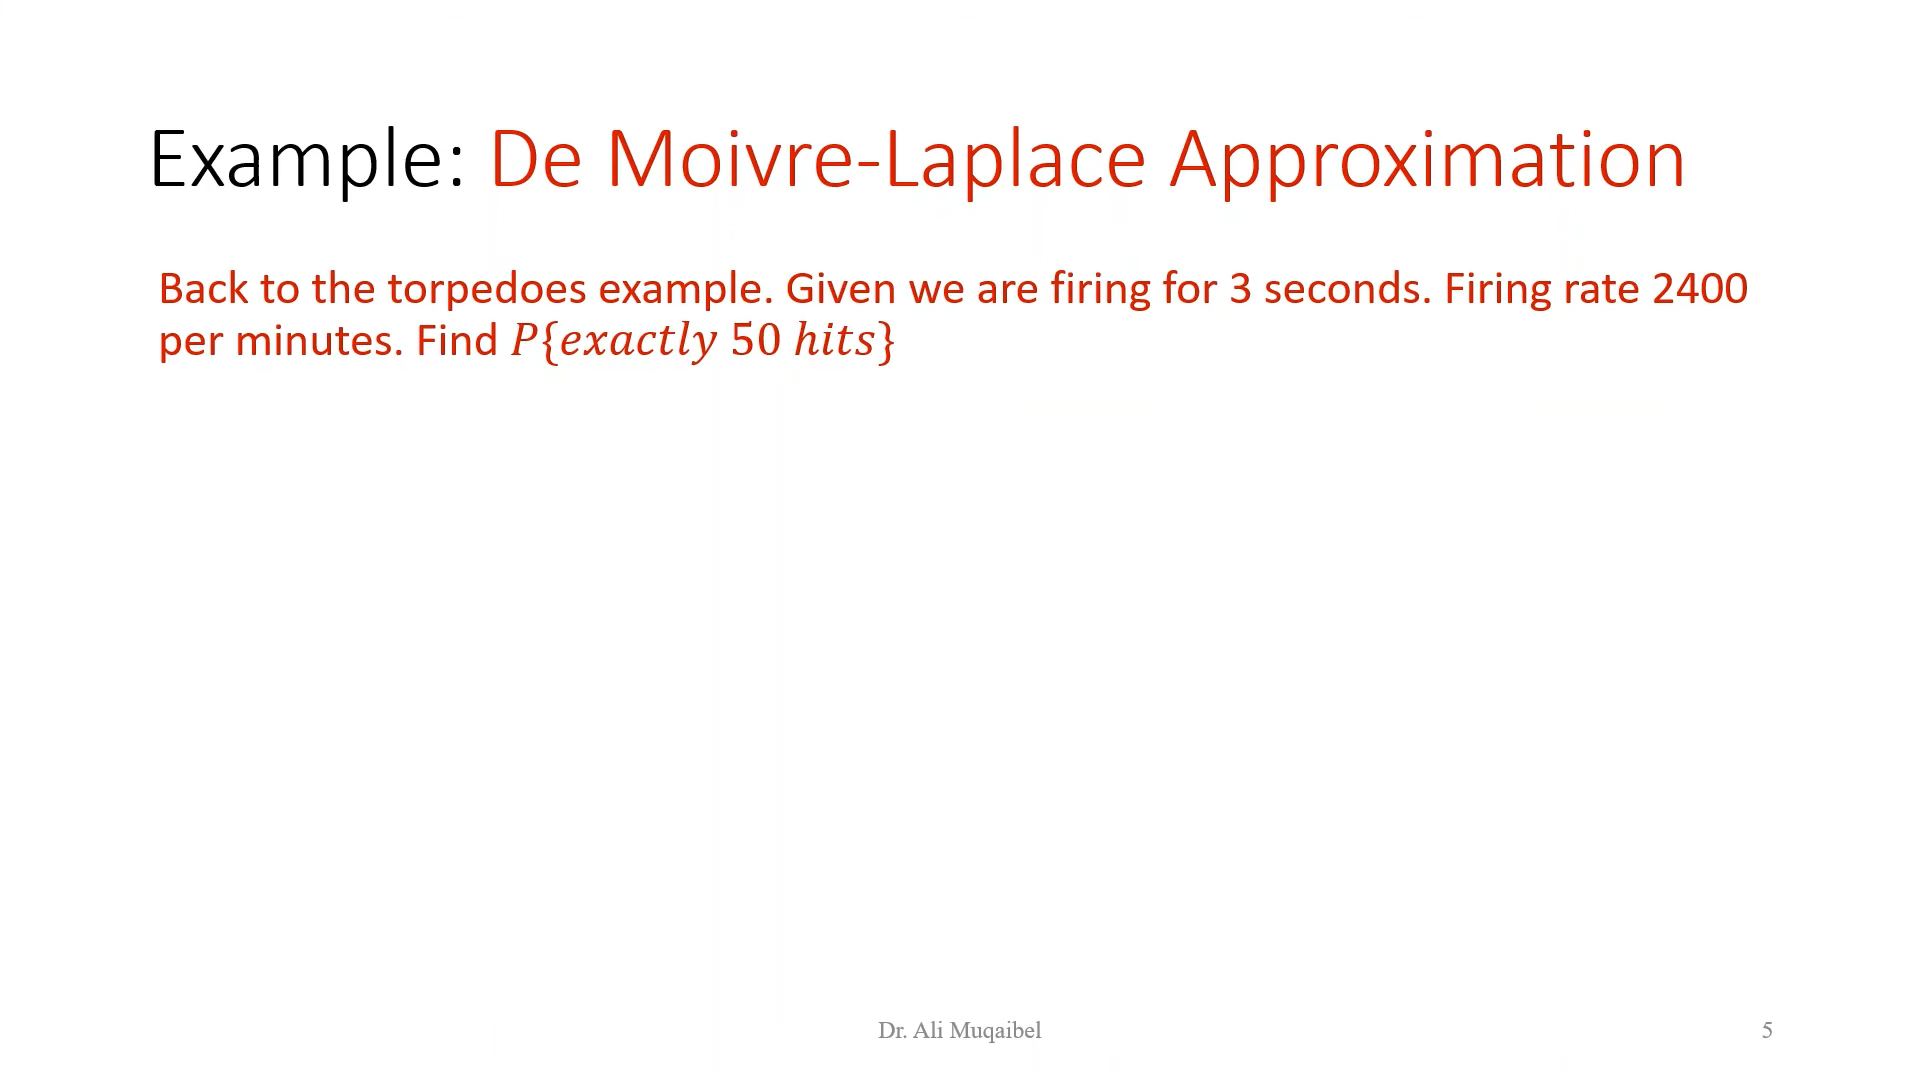 Example: De Moivre-Laplace Approximation
Back to the torpedoes example. Given we are firing for 3 seconds. Firing rate 2400
per minutes. Find P{exactly 50 hits}
Dr. Ali Muqaibel
5